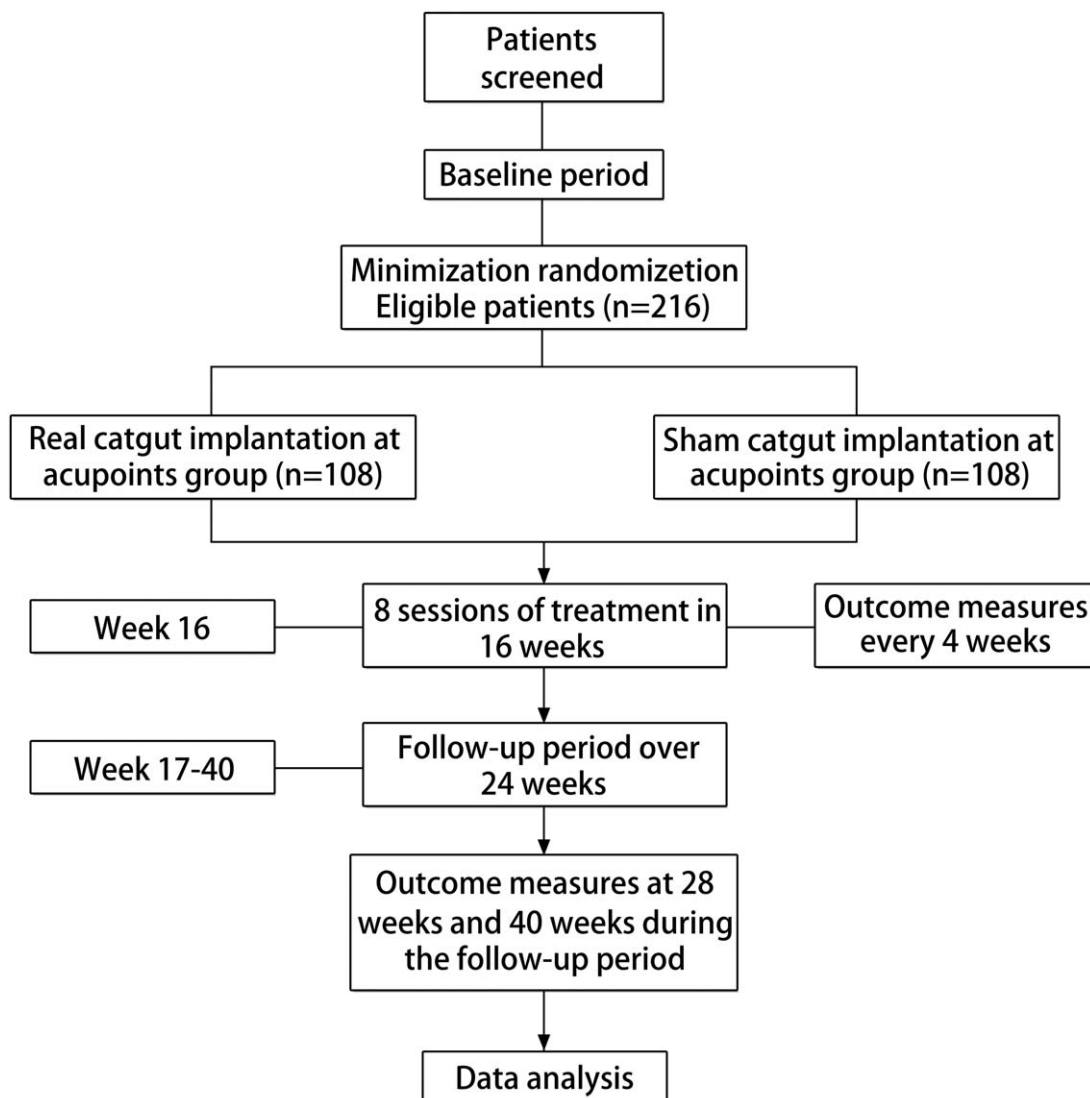 Patients
screened
Baseline period
Minimization randomizetion
Eligible patients (n=216)
Real catgut implantation at
acupoints group (n=108)
Sham catgut implantation at
acupoints group (n=108)
Week 16
8 sessions of treatment in
16 weeks
Outcome measures
every 4 weeks
Week 17-40
Follow-up period over
24 weeks
Outcome measures at 28
weeks and 40 weeks during
the follow-up period
Data analysis